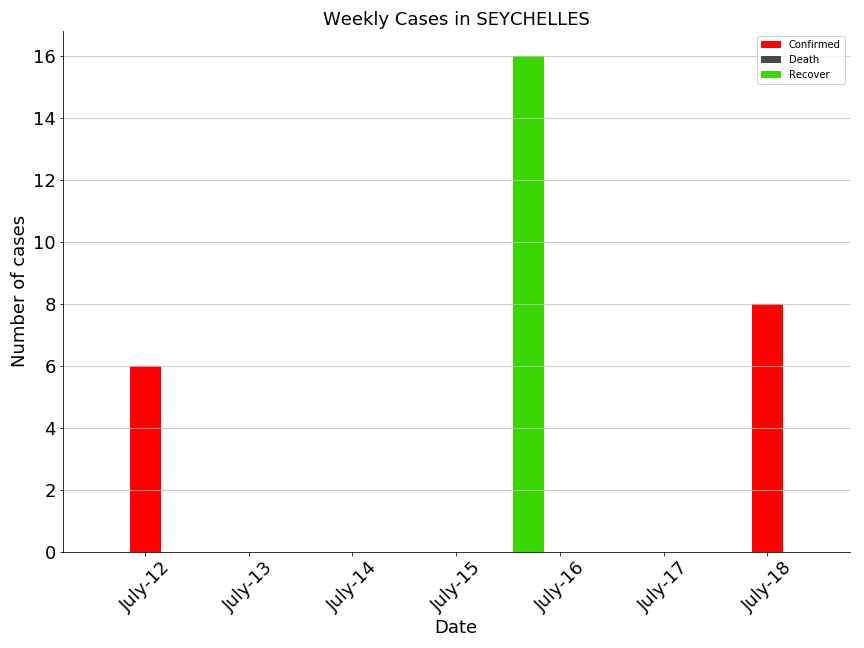 Weekly Cases in SEYCHELLES
Confirmed
Death
Recover
Number of cases
16
14
12
10
8
6
4
2
0
July-12
July-13
July-14
July-15
July-16
July-17
July-18
Date